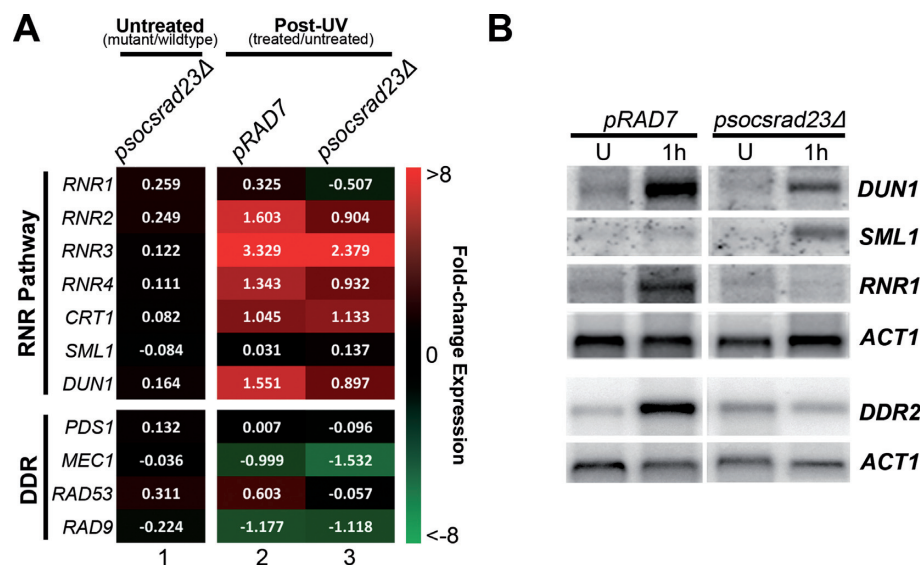 A
Untreated
(mutant/wildtype)
Post-UV
(treated/untreated)
psocsrad23Δ
pRAD7
psocsrad23Δ
RNR Pathway
RNR1 0.259 0.325 -0.507
RNR2 0.249 1.603 0.904
RNR3 0.122 3.329 2.379
RNR4 0.111 1.343 0.932
CRT1 0.082 1.045 1.133
SML1 -0.084 0.031 0.137
DUN1 0.164 1.551 0.897
DDR
PDS1 0.132 0.007 -0.096
MEC1 -0.036 -0.999 -1.532
RAD53 0.311 0.603 -0.057
RAD9 -0.224 -1.177 -1.118
1 2 3
>8
0
<-8
Fold-change Expression
B
pRAD7 psocsrad23Δ
U 1h U 1h
DUN1
SML1
RNR1
ACT1
DDR2
ACT1